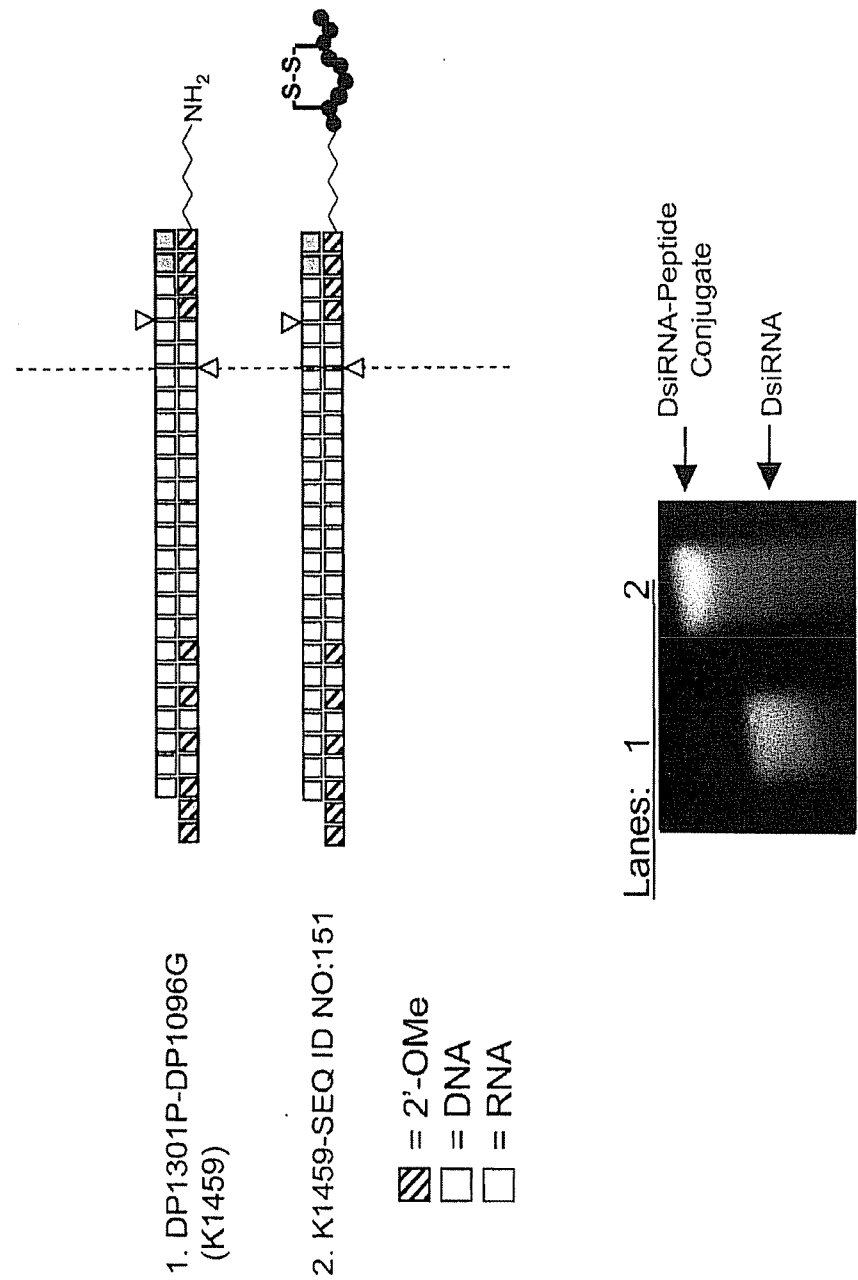 1. DP1301P-DP1096G
(K1459)
NH2
2. K1459-SEQ ID NO:151
S-S
= 2'-OMe
= DNA
= RNA
Lanes: 1 2
DsiRNA-Peptide
Conjugate
DsiRNA